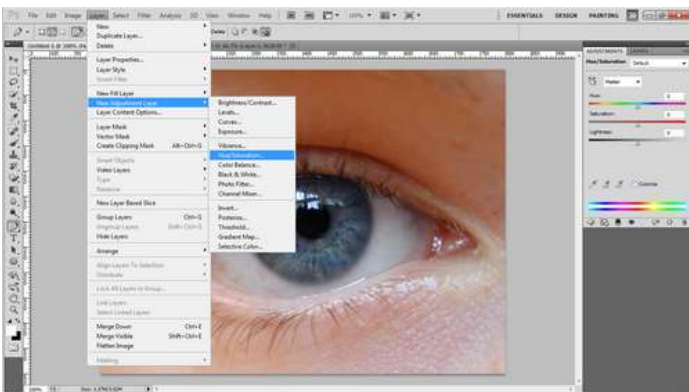 File Edit Image Layer Select Filter Analysis 3D View Window Help
ESSENTIALS DESIGN PAINTING
New
Duplicate Layer...
Delete
Layer Properties...
Layer Style
Smart Filter
New Fill Layer
New Adjustment Layer
Layer Content Options...
Layer Mask
Vector Mask
Create Clipping Mask Alt+Ctrl+G
Smart Objects
Video Layers
Type
Rasterize
New Layer Based Slice
Group Layers Ctrl+G
Ungroup Layers Shift+Ctrl+G
Hide Layers
Arrange
Align Layers To Selection
Distribute
Lock All Layers in Group...
Link Layers
Select Linked Layers
Merge Down Ctrl+E
Merge Visible Shift+Ctrl+E
Flatten Image
Matting
Brightness/Contrast...
Levels...
Curves...
Exposure...
Vibrance...
Hue/Saturation...
Color Balance...
Black & White...
Photo Filter...
Channel Mixer...
Invert...
Posterize...
Threshold...
Gradient Map...
Selective Color...
ADJUSTMENTS LAYERS
Hue/Saturation Default
Master
Hue:
Saturation:
Lightness:
Colorize